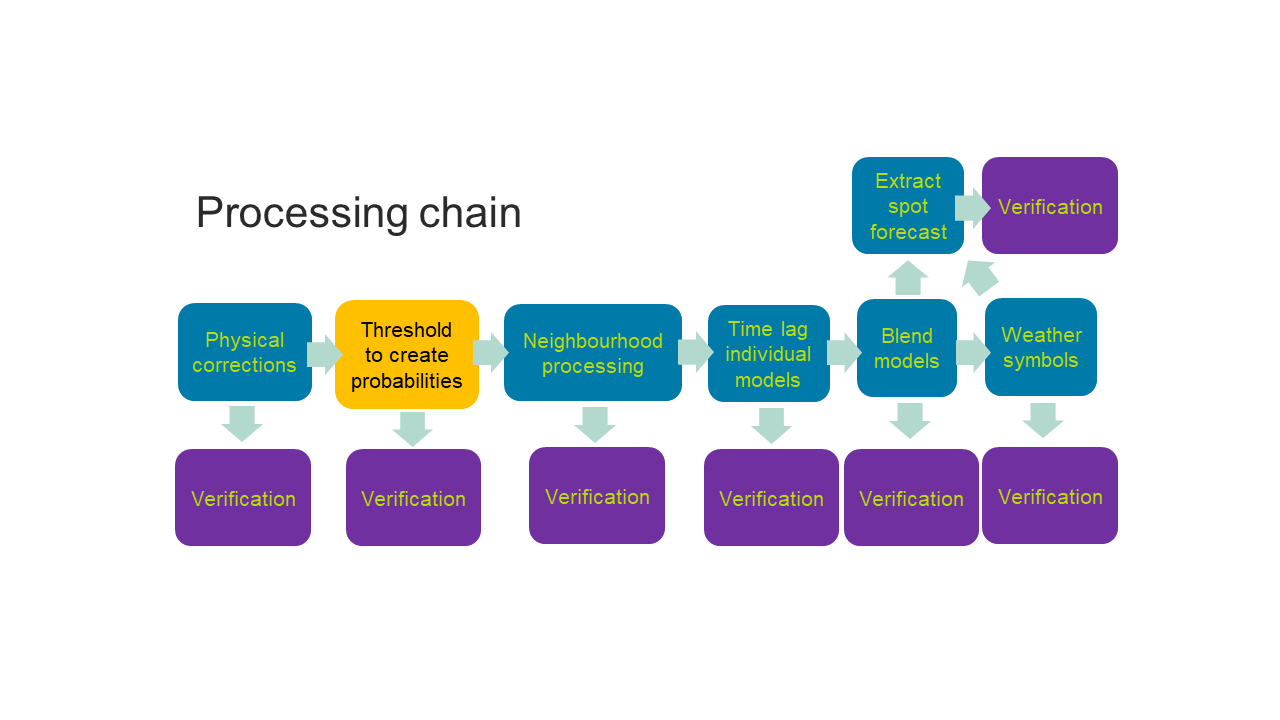 Processing chain
Extract
spot
forecast
Verification
Physical
corrections
Threshold
to create
probabilities
Neighbourhood
processing
Time lag
individual
models
Blend
models
Weather
symbols
Verification
Verification
Verification
Verification
Verification
Verification